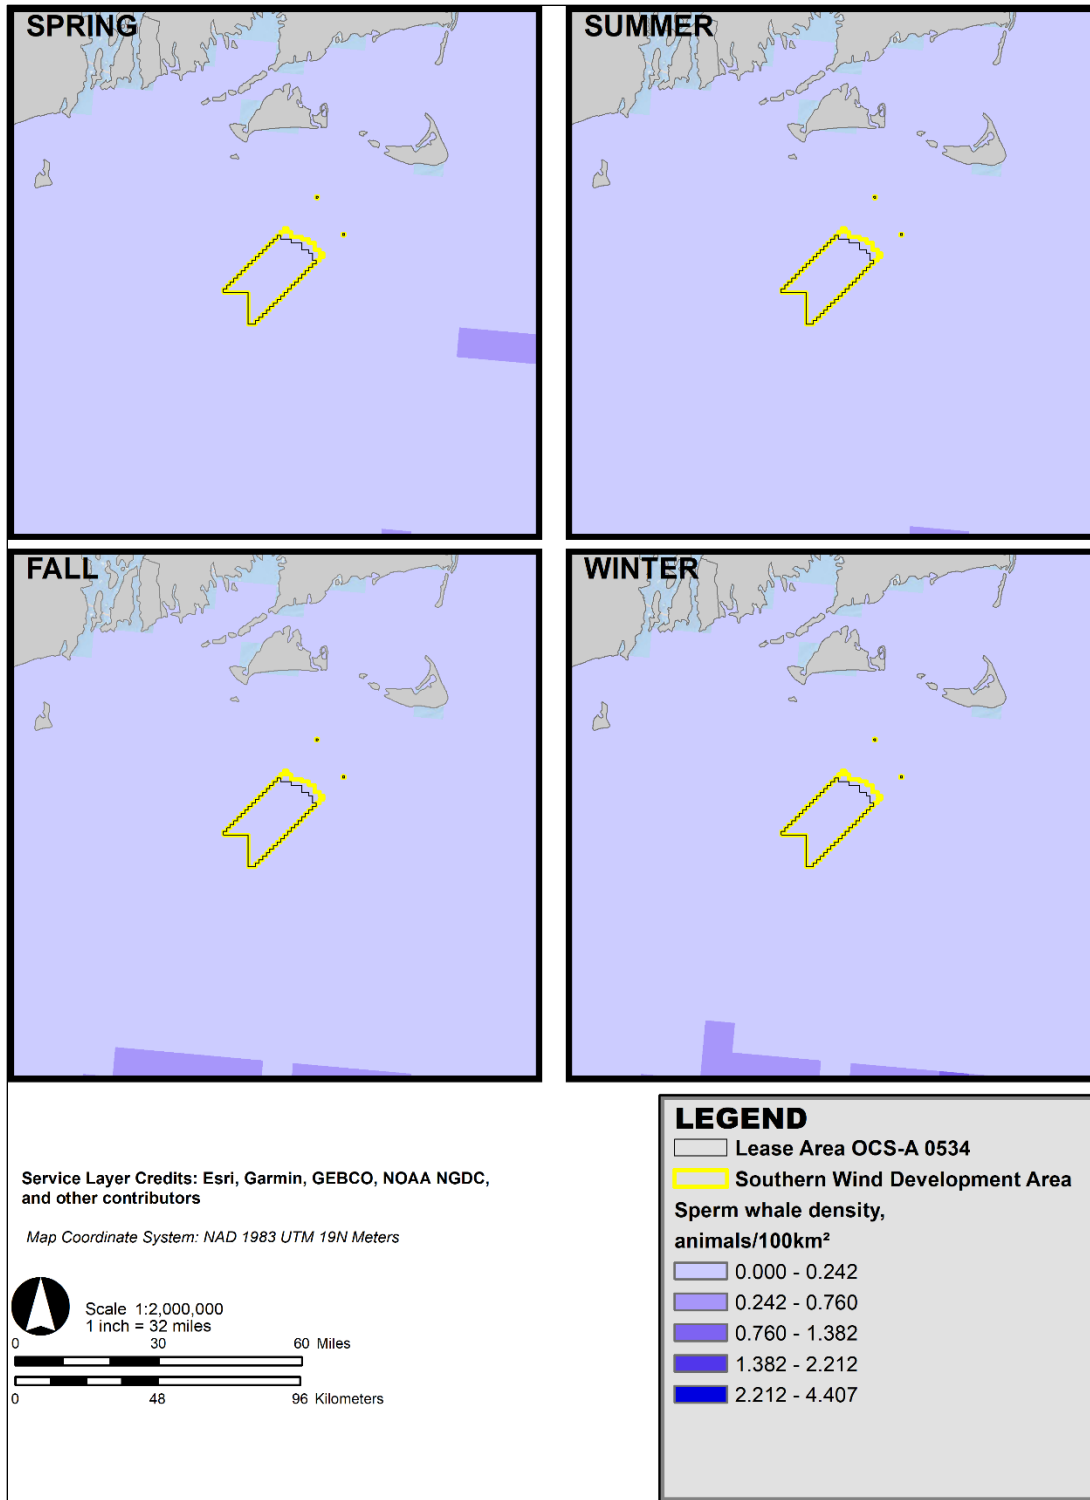 SPRING
SUMMER
FALL
WINTER
Service Layer Credits: Esri, Garmin, GEBCO, NOAA NGDC,
and other contributors
Map Coordinate System: NAD 1983 UTM 19N Meters
Scale 1:2,000,000
1 inch = 32 miles
0 30 60 Miles
0 48 96 Kilometers
LEGEND
Lease Area OCS-A 0534
Southern Wind Development Area
Sperm whale density,
animals/100km²
0.000 - 0.242
0.242 - 0.760
0.760 - 1.382
1.382 - 2.212
2.212 - 4.407